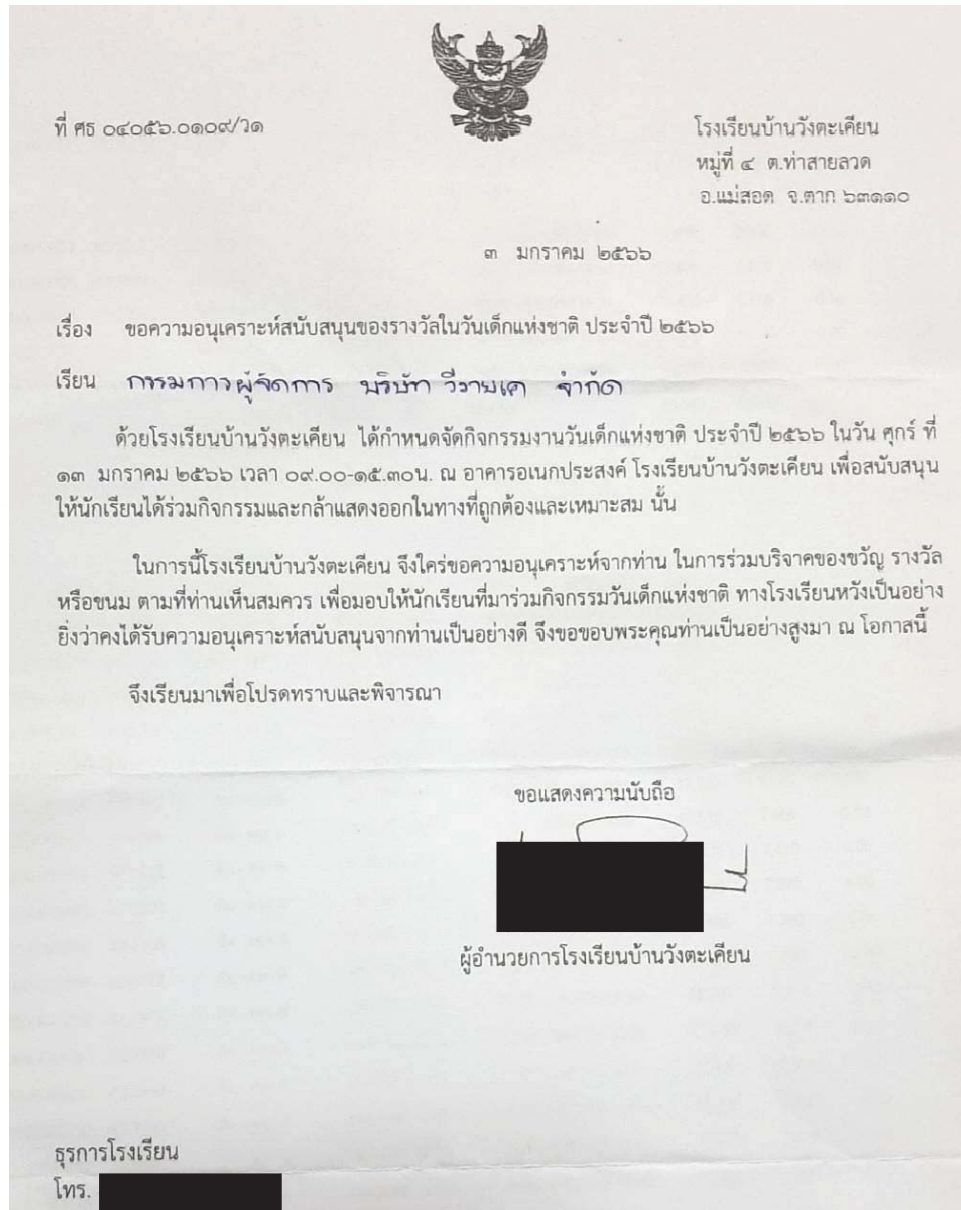 ที่ ศธ ๐๔๐๕๖.๐๑๐๙/ว๑
โรงเรียนบ้านวังตะเคียน
หมู่ที่ ๔ ต.ท่าสายลวด
อ.แม่สอด จ.ตาก ๖๓๑๑๐
๓ มกราคม ๒๕๖๖
เรื่อง ขอความอนุเคราะห์สนับสนุนของรางวัลในวันเด็กแห่งชาติ ประจำปี ๒๕๖๖
เรียน กรรมการผู้จัดการ บริษัท วีวายเค จำกัด
ด้วยโรงเรียนบ้านวังตะเคียน ได้กำหนดจัดกิจกรรมงานวันเด็กแห่งชาติ ประจำปี ๒๕๖๖ ในวัน ศุกร์ ที่
๑๓ มกราคม ๒๕๖๖ เวลา ๐๙.๐๐-๑๕.๓๐น. ณ อาคารอเนกประสงค์ โรงเรียนบ้านวังตะเคียน เพื่อสนับสนุน
ให้นักเรียนได้ร่วมกิจกรรมและกล้าแสดงออกในทางที่ถูกต้องและเหมาะสม นั้น
ในการนี้โรงเรียนบ้านวังตะเคียน จึงใคร่ขอความอนุเคราะห์จากท่าน ในการร่วมบริจาคของขวัญ รางวัล
หรือขนม ตามที่ท่านเห็นสมควร เพื่อมอบให้นักเรียนที่มาร่วมกิจกรรมวันเด็กแห่งชาติ ทางโรงเรียนหวังเป็นอย่าง
ยิ่งว่าคงได้รับความอนุเคราะห์สนับสนุนจากท่านเป็นอย่างดี จึงขอขอบพระคุณท่านเป็นอย่างสูงมา ณ โอกาสนี้
จึงเรียนมาเพื่อโปรดทราบและพิจารณา
ขอแสดงความนับถือ
ผู้อำนวยการโรงเรียนบ้านวังตะเคียน
ธุรการโรงเรียน
โทร.